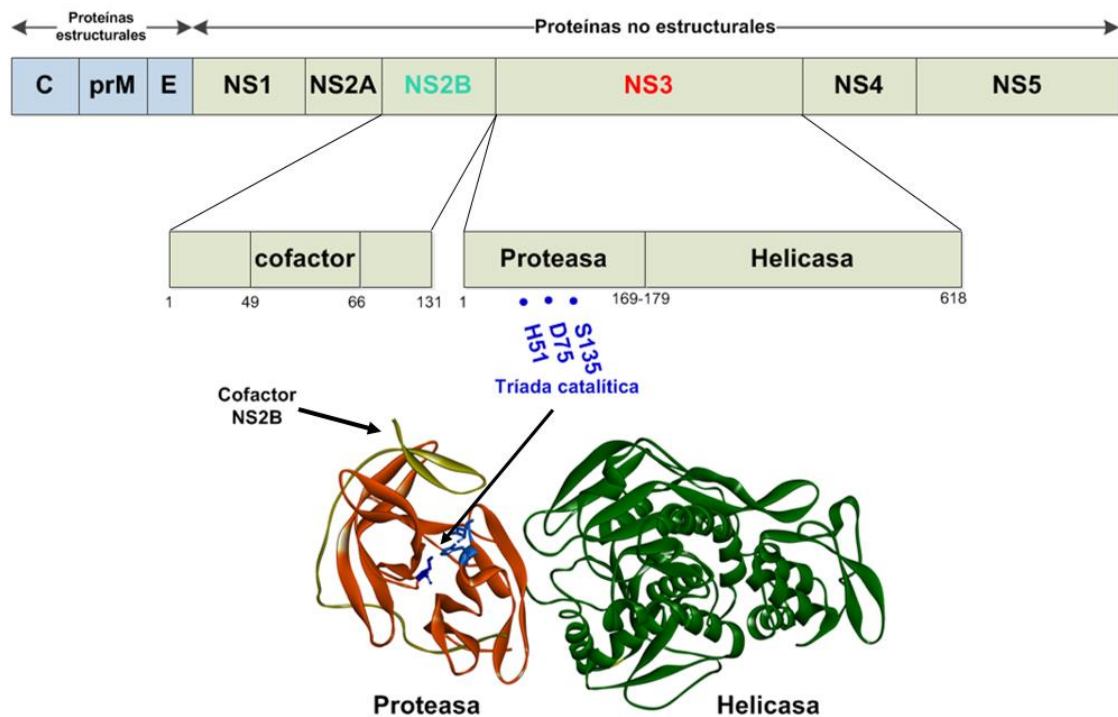 Proteínas
estructurales
Proteínas no estructurales
C prM E NS1 NS2A NS2B NS3 NS4 NS5
cofactor
Proteasa Helicasa
1 49 66 131 1 169-179 618
H51 D75 S135
Tríada catalítica
Cofactor
NS2B
Proteasa Helicasa